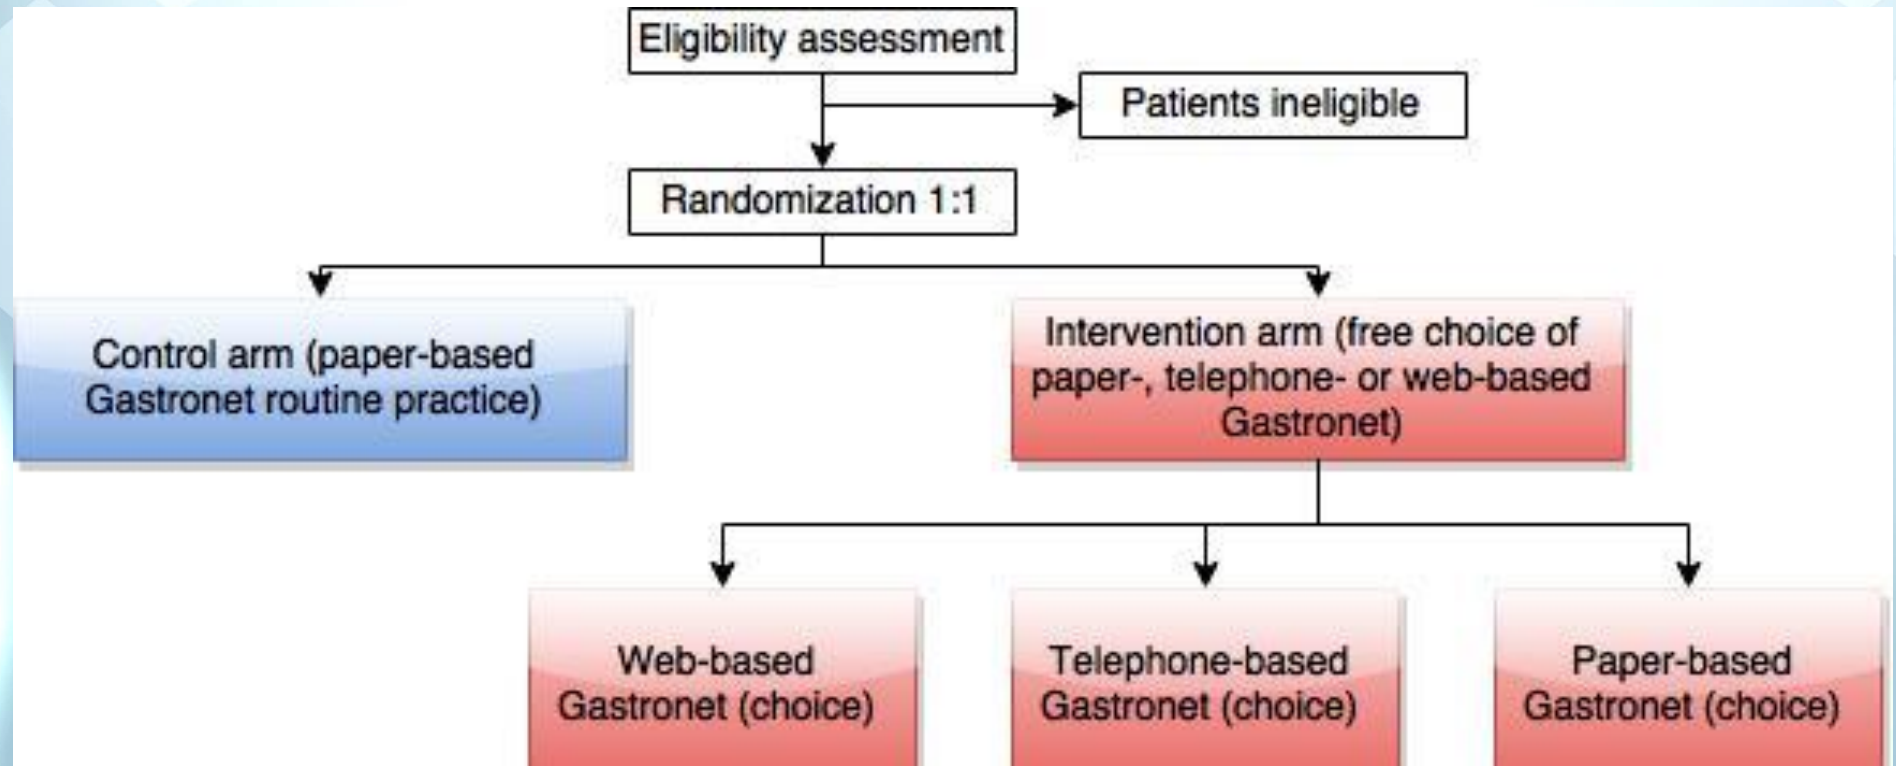 Eligibility assessment
Patients ineligible
Randomization 1:1
Control arm (paper-based
Gastronet routine practice)
Intervention arm (free choice of
paper-, telephone- or web-based
Gastronet)
Web-based
Gastronet (choice)
Telephone-based
Gastronet (choice)
Paper-based
Gastronet (choice)